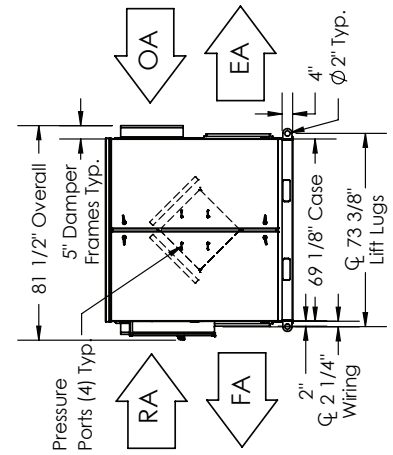 81 1/2" Overall
5" Damper
Frames Typ.
Pressure
Ports (4) Typ.
OA
EA
RA
FA
4"
Ø 2" Typ.
69 1/8" Case
℄ 73 3/8"
Lift Lugs
2"
℄ 2 1/4"
Wiring